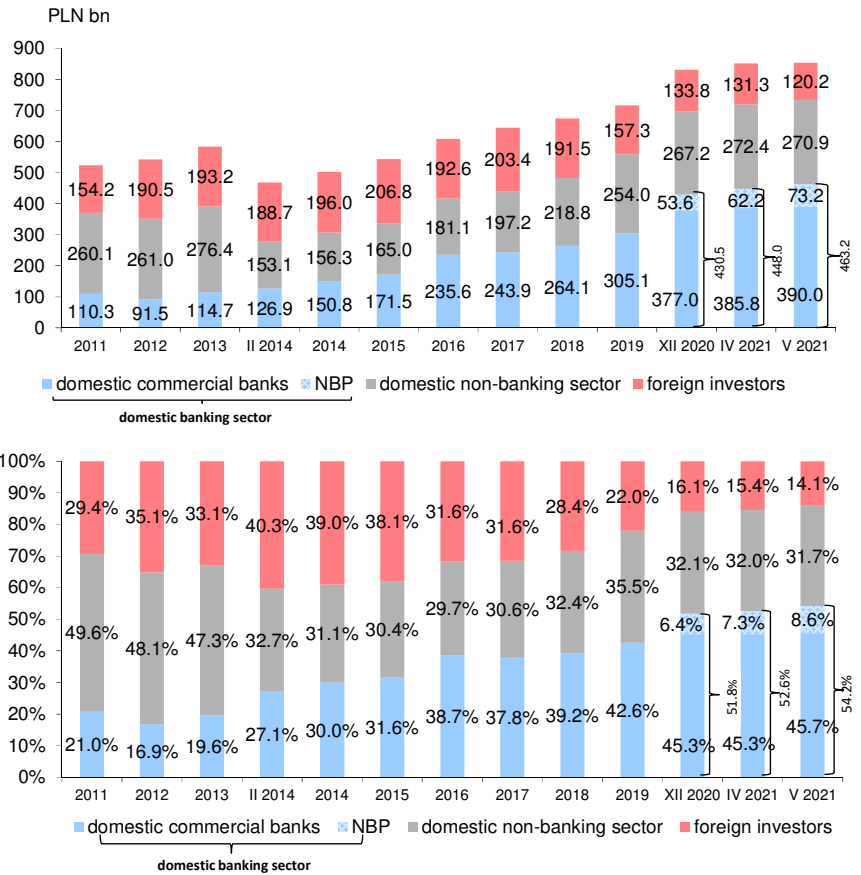 PLN bn
900
800
700
600
500
400
300
200
100
0
154.2 190.5 193.2 188.7 196.0 206.8 192.6 203.4 191.5 157.3 133.8 131.3 120.2
260.1 261.0 276.4 153.1 156.3 165.0 181.1 197.2 218.8 254.0 267.2 272.4 270.9
53.6 62.2 73.2
110.3 91.5 114.7 126.9 150.8 171.5 235.6 243.9 264.1 305.1 377.0 385.8 390.0
430.5 448.0 463.2
2011 2012 2013 II 2014 2014 2015 2016 2017 2018 2019 XII 2020 IV 2021 V 2021
domestic commercial banks NBP domestic non-banking sector foreign investors
domestic banking sector
100%
90%
80%
70%
60%
50%
40%
30%
20%
10%
0%
29.4% 35.1% 33.1% 40.3% 39.0% 38.1% 31.6% 31.6% 28.4% 22.0% 16.1% 15.4% 14.1%
49.6% 48.1% 47.3% 32.7% 31.1% 30.4% 29.7% 30.6% 32.4% 35.5% 32.1% 32.0% 31.7%
6.4% 7.3% 8.6%
21.0% 16.9% 19.6% 27.1% 30.0% 31.6% 38.7% 37.8% 39.2% 42.6% 45.3% 45.3% 45.7%
51.8% 52.6% 54.2%
2011 2012 2013 II 2014 2014 2015 2016 2017 2018 2019 XII 2020 IV 2021 V 2021
domestic commercial banks NBP domestic non-banking sector foreign investors
domestic banking sector